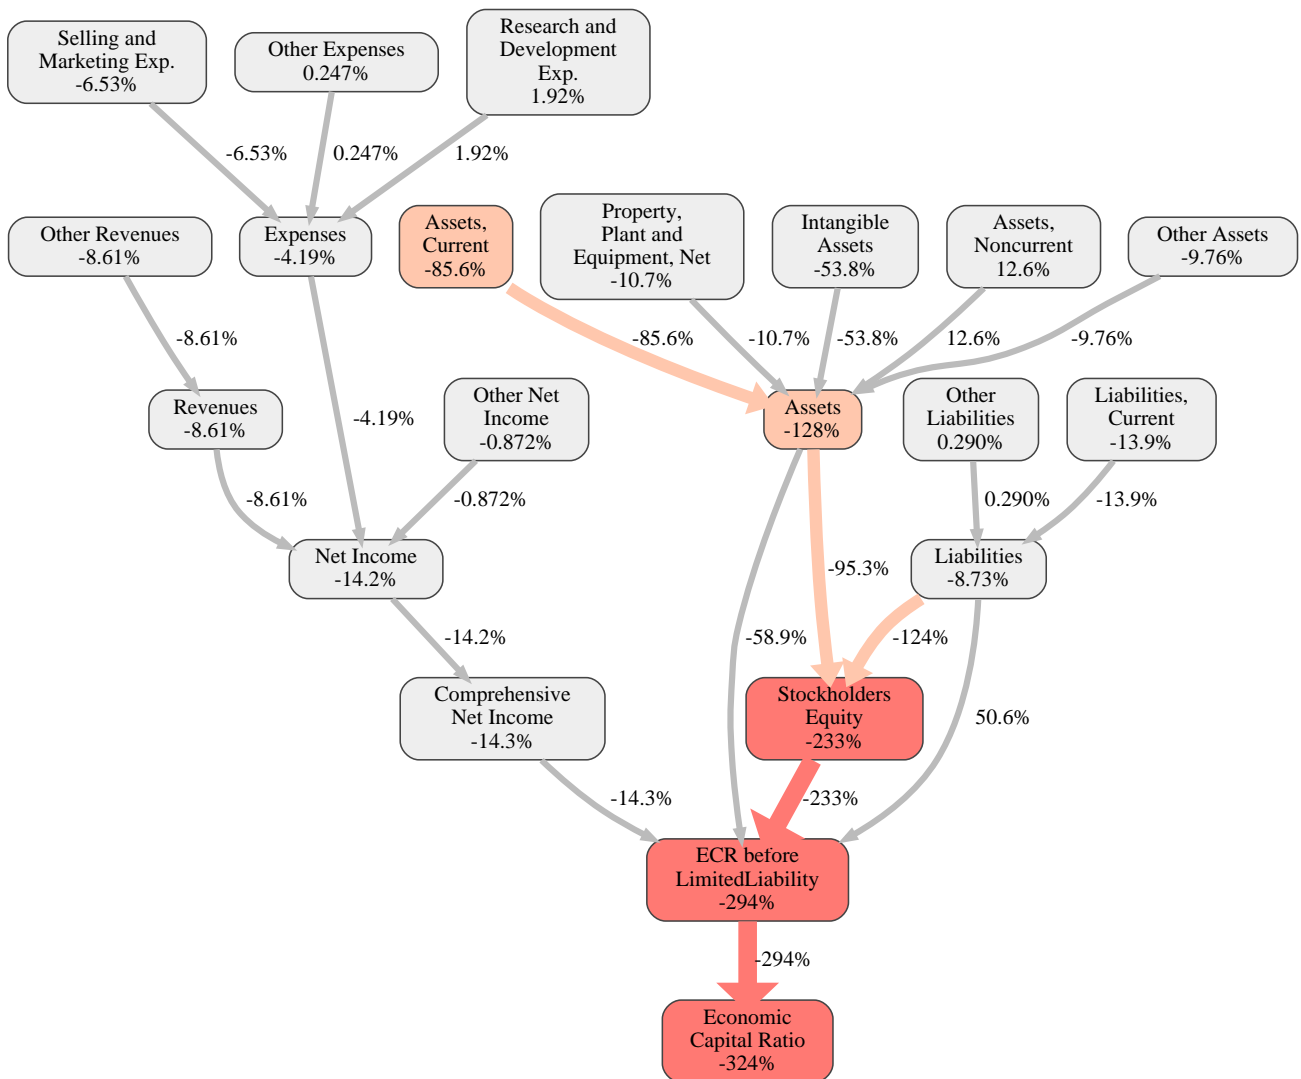 Selling and
Marketing Exp.
-6.53%
Other Expenses
0.247%
Research and
Development
Exp.
1.92%
-6.53%
0.247%
1.92%
Other Revenues
-8.61%
Expenses
-4.19%
Assets,
Current
-85.6%
Property,
Plant and
Equipment, Net
-10.7%
Intangible
Assets
-53.8%
Assets,
Noncurrent
12.6%
Other Assets
-9.76%
-8.61%
-85.6%
-10.7%
-53.8%
12.6%
-9.76%
Revenues
-8.61%
-4.19%
Other Net
Income
-0.872%
Assets
-128%
Other
Liabilities
0.290%
Liabilities,
Current
-13.9%
-8.61%
-0.872%
0.290%
-13.9%
Net Income
-14.2%
-95.3%
Liabilities
-8.73%
-14.2%
-58.9%
-124%
Comprehensive
Net Income
-14.3%
Stockholders
Equity
-233%
50.6%
-14.3%
-233%
ECR before
LimitedLiability
-294%
-294%
Economic
Capital Ratio
-324%